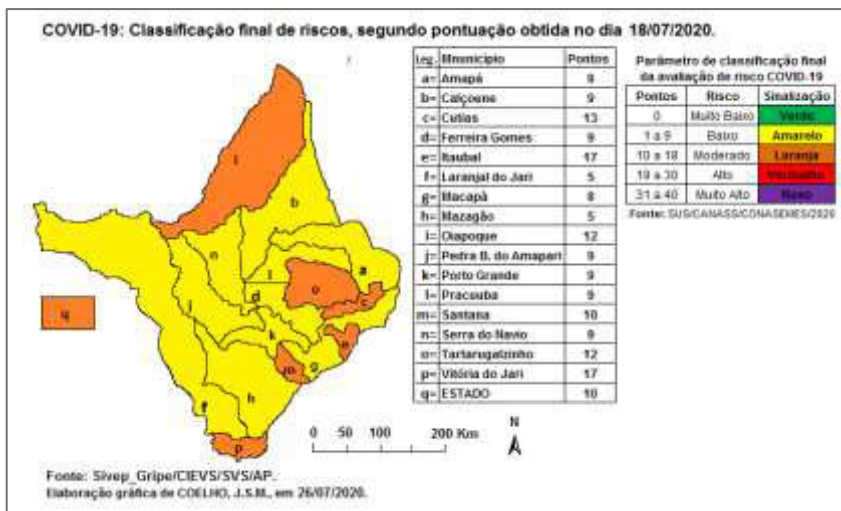 COVID-19: Classificação final de riscos, segundo pontuação obtida no dia 18/07/2020.
Leg. Mnunicípio Pontos
a= Amapá 9
b= Calçoene 9
c= Cutias 13
d= Ferreira Gomes 9
e= Itaubal 17
f= Laranjal do Jari 5
g= Macapá 8
h= Mazagão 5
i= Oiapoque 12
j= Pedra B. do Amapari 9
k= Porto Grande 9
l= Pracuuba 9
m= Santana 10
n= Serra do Navio 9
o= Tartarugalzinho 12
p= Vitória do Jari 17
q= ESTADO 10
Parâmetro de classificação final
da avaliação de risco COVID-19
Pontos Risco Sinalização
0 Muito Baixo Verde
1 a 9 Baixo Amarelo
10 a 18 Moderado Laranja
19 a 30 Alto Vermelho
31 a 40 Muito Alto Roxo
Fonte: SUS/CANASS/CONASEMES/2020
i
b
n
a
l
o
d
c
j
q
k
e
m
g
h
f
p
0 50 100 200 Km
N
Fonte: Sivep_Gripe/CIEVS/SVS/AP.
Elaboração gráfica de COELHO, J.S.M., em 26/07/2020.